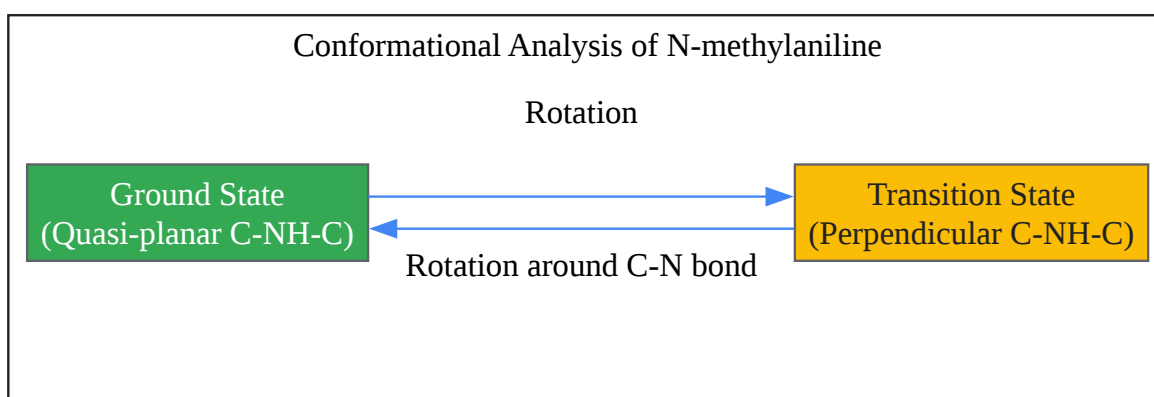 Conformational Analysis of N-methylaniline
Rotation
Ground State
(Quasi-planar C-NH-C)
Transition State
(Perpendicular C-NH-C)
Rotation around C-N bond